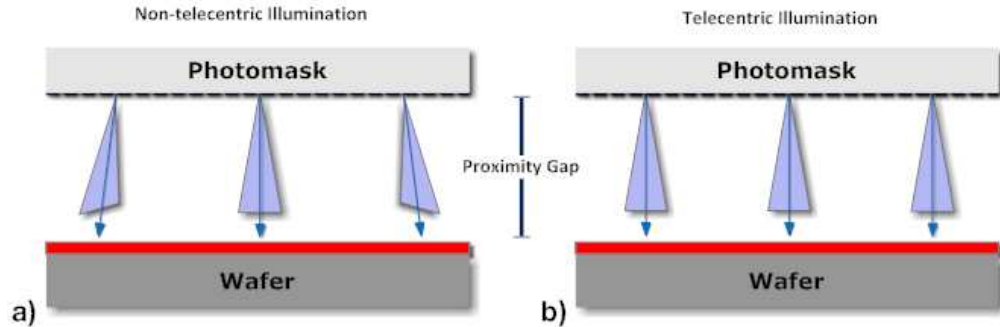 Non-telecentric Illumination
Telecentric Illumination
Photomask
Photomask
Proximity Gap
Wafer
Wafer
a)
b)